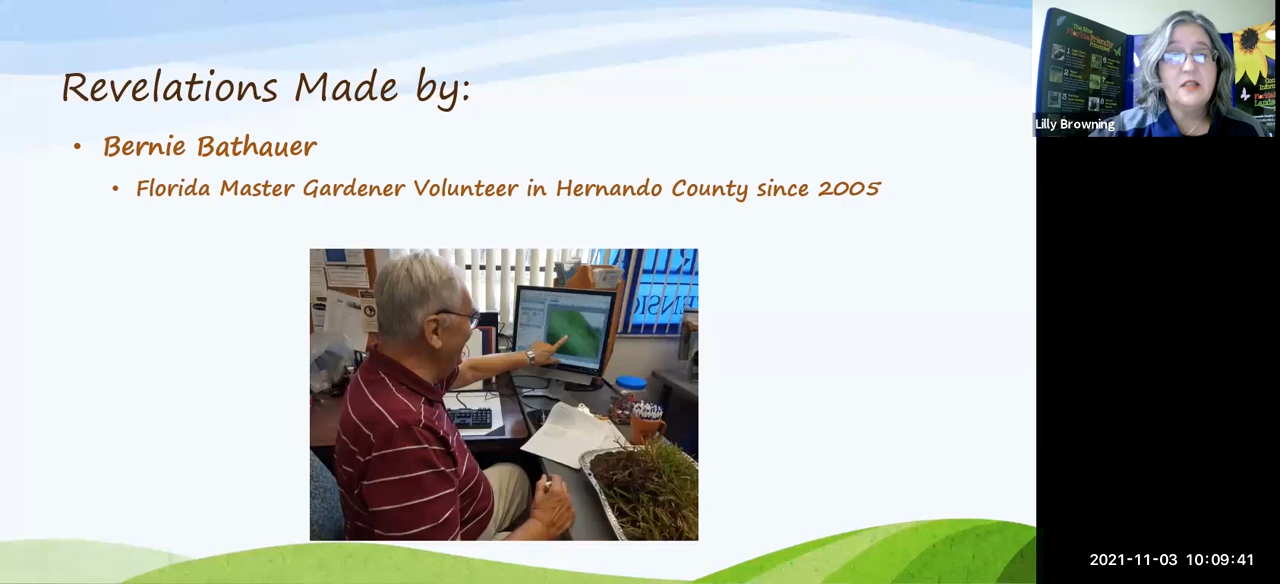 Revelations Made by:
• Bernie Bathauer
• Florida Master Gardener Volunteer in Hernando County since 2005
Lilly Browning
2021-11-03 10:09:41